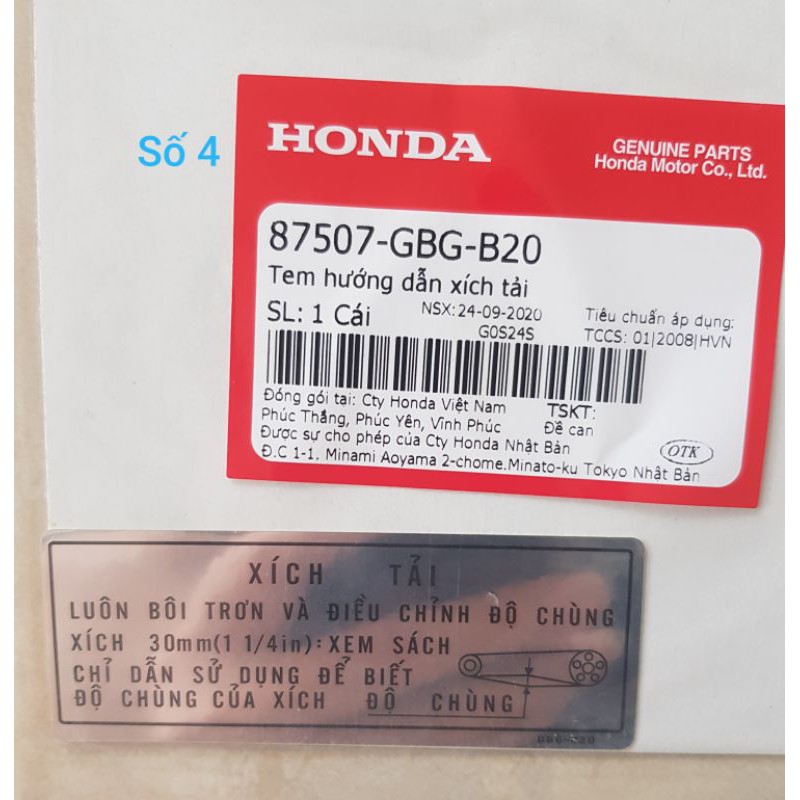 Số 4
HONDA
GENUINE PARTS
Honda Motor Co., Ltd.
87507-GBG-B20
Tem hướng dẫn xích tải
SL: 1 Cái
NSX: 24-09-2020
G0S24S
Tiêu chuẩn áp dụng:
TCCS: 01|2008|HVN
Đóng gói tại: Cty Honda Việt Nam
Phúc Thắng, Phúc Yên, Vĩnh Phúc
TSKT:
Đề can
Được sự cho phép của Cty Honda Nhật Bản
Đ.C 1-1. Minami Aoyama 2-chome.Minato-ku Tokyo Nhật Bản
OTK
XÍCH TẢI
LUÔN BÔI TRƠN VÀ ĐIỀU CHỈNH ĐỘ CHÙNG
XÍCH 30mm(1 1/4in): XEM SÁCH
CHỈ DẪN SỬ DỤNG ĐỂ BIẾT
ĐỘ CHÙNG CỦA XÍCH
ĐỘ CHÙNG